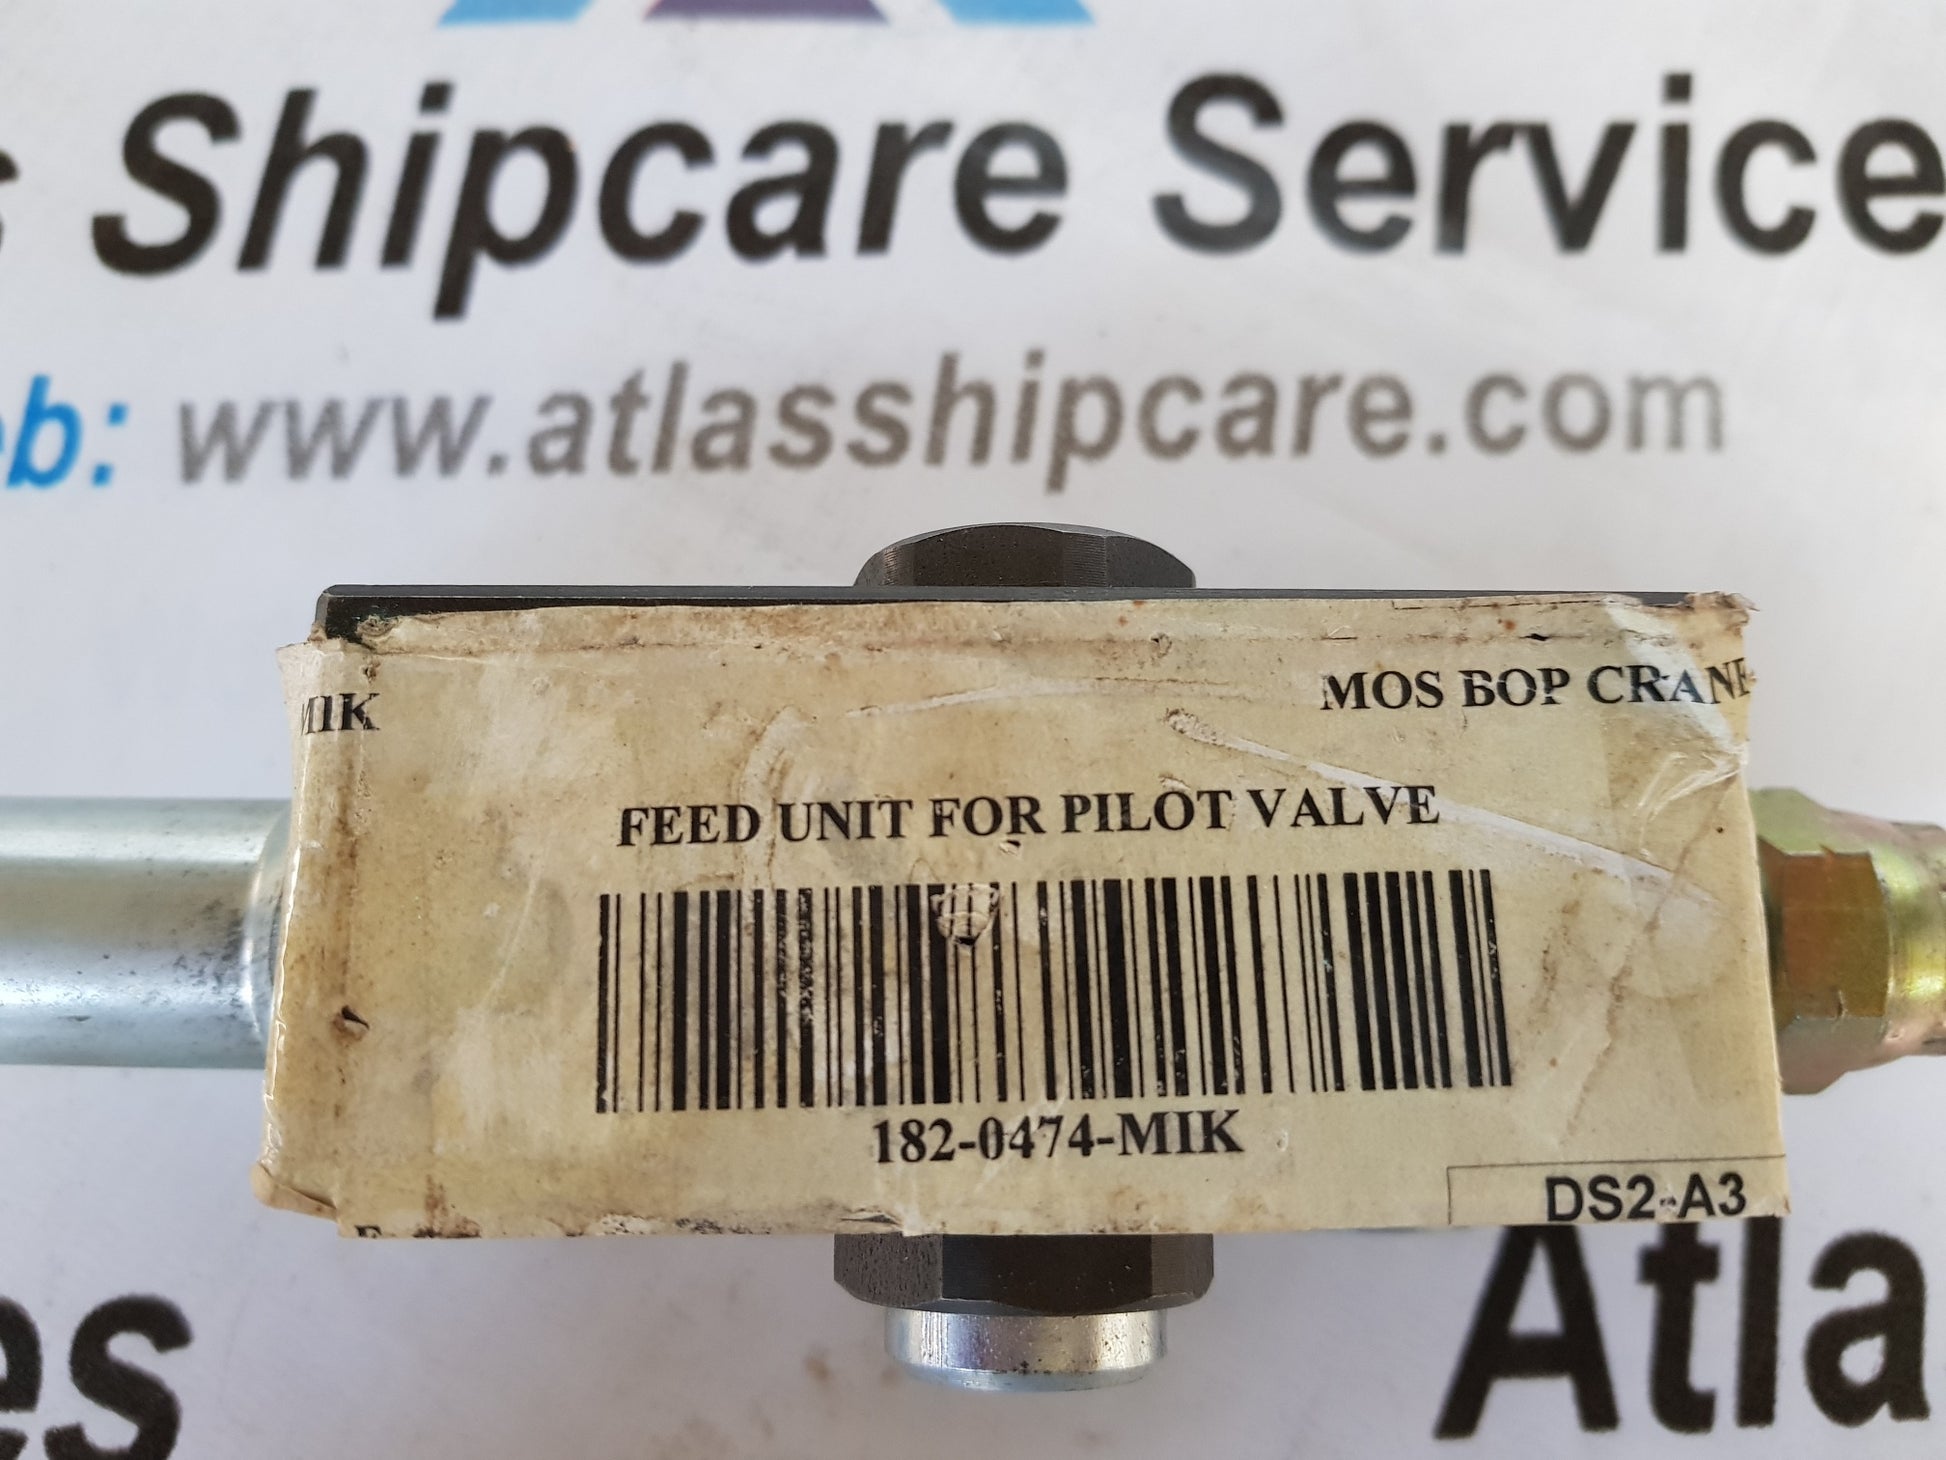 Shipcare Service
www.atlasshipcare.com
MIK
MOS BOP CRANE
FEED UNIT FOR PILOT VALVE
182-0474-MIK
DS2-A3
es
Atla